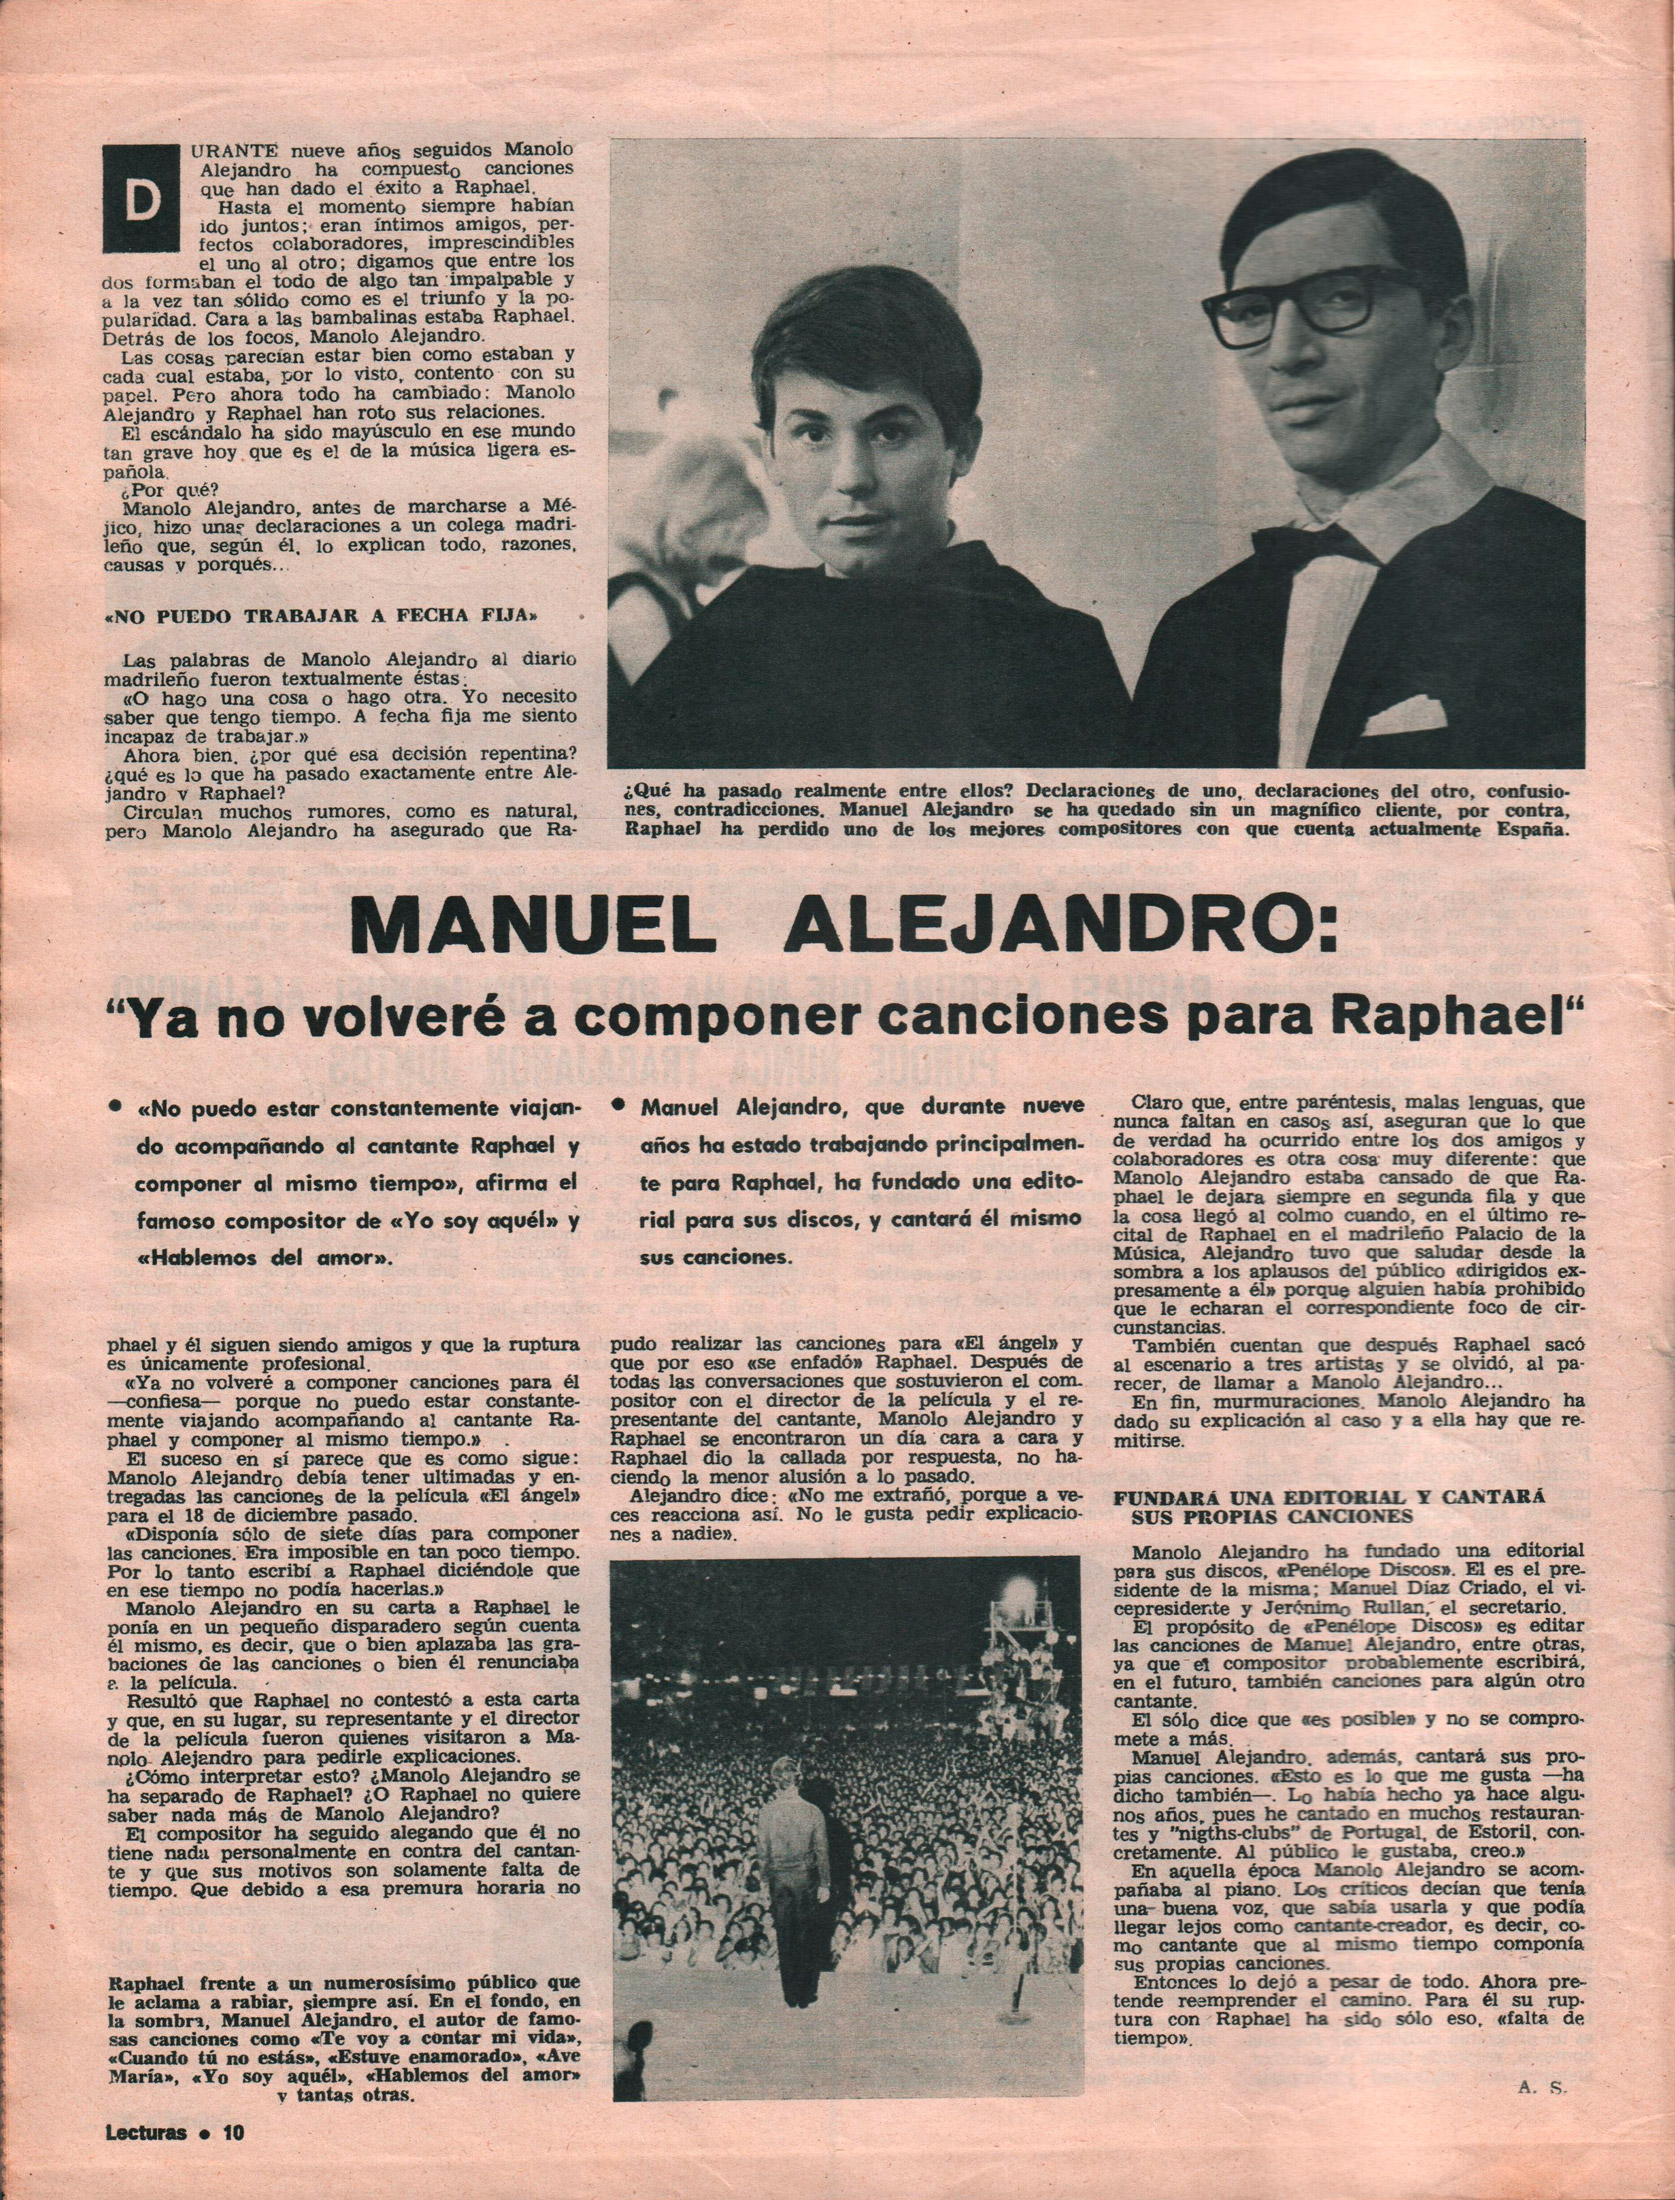 DURANTE nueve años seguidos Manolo
Alejandro ha compuesto canciones
que han dado el éxito a Raphael.
Hasta el momento siempre habían
ido juntos; eran íntimos amigos, per-
fectos colaboradores, imprescindibles
el uno al otro; digamos que entre los
dos formaban el todo de algo tan impalpable y
a la vez tan sólido como es el triunfo y la po-
pularidad. Cara a las bambalinas estaba Raphael.
Detrás de los focos, Manolo Alejandro.
Las cosas parecían estar bien como estaban y
cada cual estaba, por lo visto, contento con su
papel. Pero ahora todo ha cambiado: Manolo
Alejandro y Raphael han roto sus relaciones.
El escándalo ha sido mayúsculo en ese mundo
tan grave hoy que es el de la música ligera es-
pañola.
¿Por qué?
Manolo Alejandro, antes de marcharse a Mé-
jico, hizo unas declaraciones a un colega madri-
leño que, según él, lo explican todo, razones,
causas y porqués...
«NO PUEDO TRABAJAR A FECHA FIJA»
Las palabras de Manolo Alejandro al diario
madrileño fueron textualmente éstas:
«O hago una cosa o hago otra. Yo necesito
saber que tengo tiempo. A fecha fija me siento
incapaz de trabajar.»
Ahora bien, ¿por qué esa decisión repentina?
¿qué es lo que ha pasado exactamente entre Ale-
jandro y Raphael?
Circulan muchos rumores, como es natural,
pero Manolo Alejandro ha asegurado que Ra-
¿Qué ha pasado realmente entre ellos? Declaraciones de uno, declaraciones del otro, confusio-
nes, contradicciones. Manuel Alejandro se ha quedado sin un magnífico cliente, por contra,
Raphael ha perdido uno de los mejores compositores con que cuenta actualmente España.
MANUEL ALEJANDRO:
“Ya no volveré a componer canciones para Raphael“
● «No puedo estar constantemente viajan-
do acompañando al cantante Raphael y
componer al mismo tiempo», afirma el
famoso compositor de «Yo soy aquél» y
«Hablemos del amor».
● Manuel Alejandro, que durante nueve
años ha estado trabajando principalmen-
te para Raphael, ha fundado una edito-
rial para sus discos, y cantará él mismo
sus canciones.
phael y él siguen siendo amigos y que la ruptura
es únicamente profesional.
«Ya no volveré a componer canciones para él
—confiesa— porque no puedo estar constante-
mente viajando acompañando al cantante Ra-
phael y componer al mismo tiempo.»
El suceso en sí parece que es como sigue:
Manolo Alejandro debía tener ultimadas y en-
tregadas las canciones de la película «El ángel»
para el 18 de diciembre pasado.
«Disponía sólo de siete días para componer
las canciones. Era imposible en tan poco tiempo.
Por lo tanto escribí a Raphael diciéndole que
en ese tiempo no podía hacerlas.»
Manolo Alejandro en su carta a Raphael le
ponía en un pequeño disparadero según cuenta
él mismo, es decir, que o bien aplazaba las gra-
baciones de las canciones o bien él renunciaba
a la película.
Resultó que Raphael no contestó a esta carta
y que, en su lugar, su representante y el director
de la película fueron quienes visitaron a Ma-
nolo Alejandro para pedirle explicaciones.
¿Cómo interpretar esto? ¿Manolo Alejandro se
ha separado de Raphael? ¿O Raphael no quiere
saber nada más de Manolo Alejandro?
El compositor ha seguido alegando que él no
tiene nada personalmente en contra del cantan-
te y que sus motivos son solamente falta de
tiempo. Que debido a esa premura horaria no
Raphael frente a un numerosísimo público que
le aclama a rabiar, siempre así. En el fondo, en
la sombra, Manuel Alejandro, el autor de famo-
sas canciones como «Te voy a contar mi vida»,
«Cuando tú no estás», «Estuve enamorado», «Ave
María», «Yo soy aquél», «Hablemos del amor»
y tantas otras.
pudo realizar las canciones para «El ángel» y
que por eso «se enfadó» Raphael. Después de
todas las conversaciones que sostuvieron el com-
positor con el director de la película y el re-
presentante del cantante, Manolo Alejandro y
Raphael se encontraron un día cara a cara y
Raphael dio la callada por respuesta, no ha-
ciendo la menor alusión a lo pasado.
Alejandro dice: «No me extrañó, porque a ve-
ces reacciona así. No le gusta pedir explicacio-
nes a nadie».
Claro que, entre paréntesis, malas lenguas, que
nunca faltan en casos así, aseguran que lo que
de verdad ha ocurrido entre los dos amigos y
colaboradores es otra cosa muy diferente: que
Manolo Alejandro estaba cansado de que Ra-
phael le dejara siempre en segunda fila y que
la cosa llegó al colmo cuando, en el último re-
cital de Raphael en el madrileño Palacio de la
Música, Alejandro tuvo que saludar desde la
sombra a los aplausos del público «dirigidos ex-
presamente a él» porque alguien había prohibido
que le echaran el correspondiente foco de cir-
cunstancias.
También cuentan que después Raphael sacó
al escenario a tres artistas y se olvidó, al pa-
recer, de llamar a Manolo Alejandro...
En fin, murmuraciones. Manolo Alejandro ha
dado su explicación al caso y a ella hay que re-
mitirse.
FUNDARÁ UNA EDITORIAL Y CANTARÁ
SUS PROPIAS CANCIONES
Manolo Alejandro ha fundado una editorial
para sus discos, «Penélope Discos». El es el pre-
sidente de la misma; Manuel Díaz Criado, el vi-
cepresidente y Jerónimo Rullan, el secretario.
El propósito de «Penélope Discos» es editar
las canciones de Manuel Alejandro, entre otras,
ya que el compositor probablemente escribirá,
en el futuro, también canciones para algún otro
cantante.
El sólo dice que «es posible» y no se compro-
mete a más.
Manuel Alejandro, además, cantará sus pro-
pias canciones. «Esto es lo que me gusta —ha
dicho también—. Lo había hecho ya hace algu-
nos años, pues he cantado en muchos restauran-
tes y "nigths-clubs" de Portugal, de Estoril, con-
cretamente. Al público le gustaba, creo.»
En aquella época Manolo Alejandro se acom-
pañaba al piano. Los críticos decían que tenía
una buena voz, que sabía usarla y que podía
llegar lejos como cantante-creador, es decir, co-
mo cantante que al mismo tiempo componía
sus propias canciones.
Entonces lo dejó a pesar de todo. Ahora pre-
tende reemprender el camino. Para él su rup-
tura con Raphael ha sido sólo eso, «falta de
tiempo».
A. S.
Lecturas ● 10